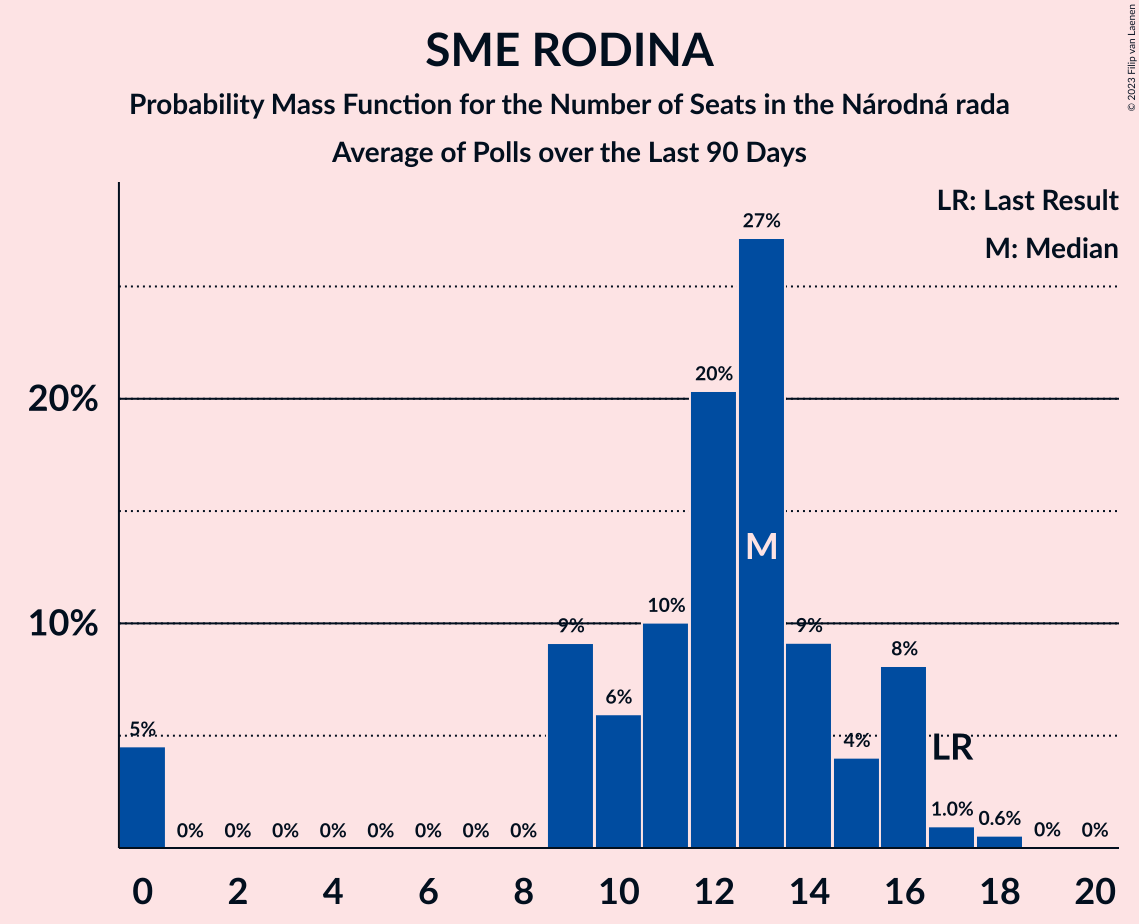 SME RODINA
Probability Mass Function for the Number of Seats in the Národná rada
Average of Polls over the Last 90 Days
© 2023 Filip van Laenen
LR: Last Result
M: Median
27%
20%
20%
M
10%
10%
9%
9%
8%
6%
5%
4%
LR
1.0%
0.6%
0% 0% 0% 0% 0% 0% 0% 0% 0% 0%
0 2 4 6 8 10 12 14 16 18 20